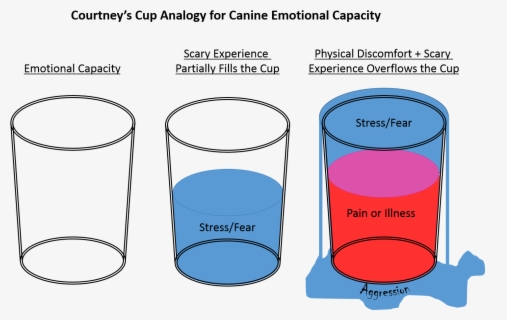 Courtney's Cup Analogy for Canine Emotional Capacity
Emotional Capacity
Scary Experience
Partially Fills the Cup
Physical Discomfort + Scary
Experience Overflows the Cup
Stress/Fear
Stress/Fear
Pain or Illness
Aggression